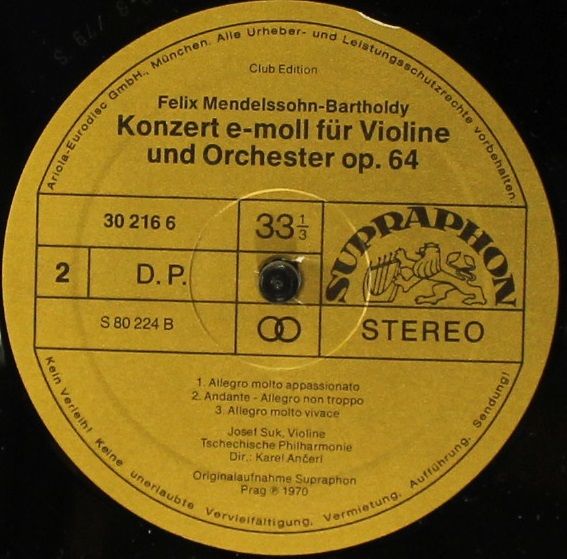 Ariola-Eurodisc GmbH., München. Alle Urheber- und Leistungsschutzrechte vorbehalten.
Club Edition
Felix Mendelssohn-Bartholdy
Konzert e-moll für Violine
und Orchester op. 64
30 216 6
33 1/3
SUPRAPHON
2
D. P.
S 80 224 B
STEREO
1. Allegro molto appassionato
2. Andante - Allegro non troppo
3. Allegro molto vivace
Josef Suk, Violine
Tschechische Philharmonie
Dir.: Karel Ančerl
Originalaufnahme Supraphon
Prag ℗ 1970
Kein Verleih! Keine unerlaubte Vervielfältigung, Vermietung, Aufführung, Sendung!